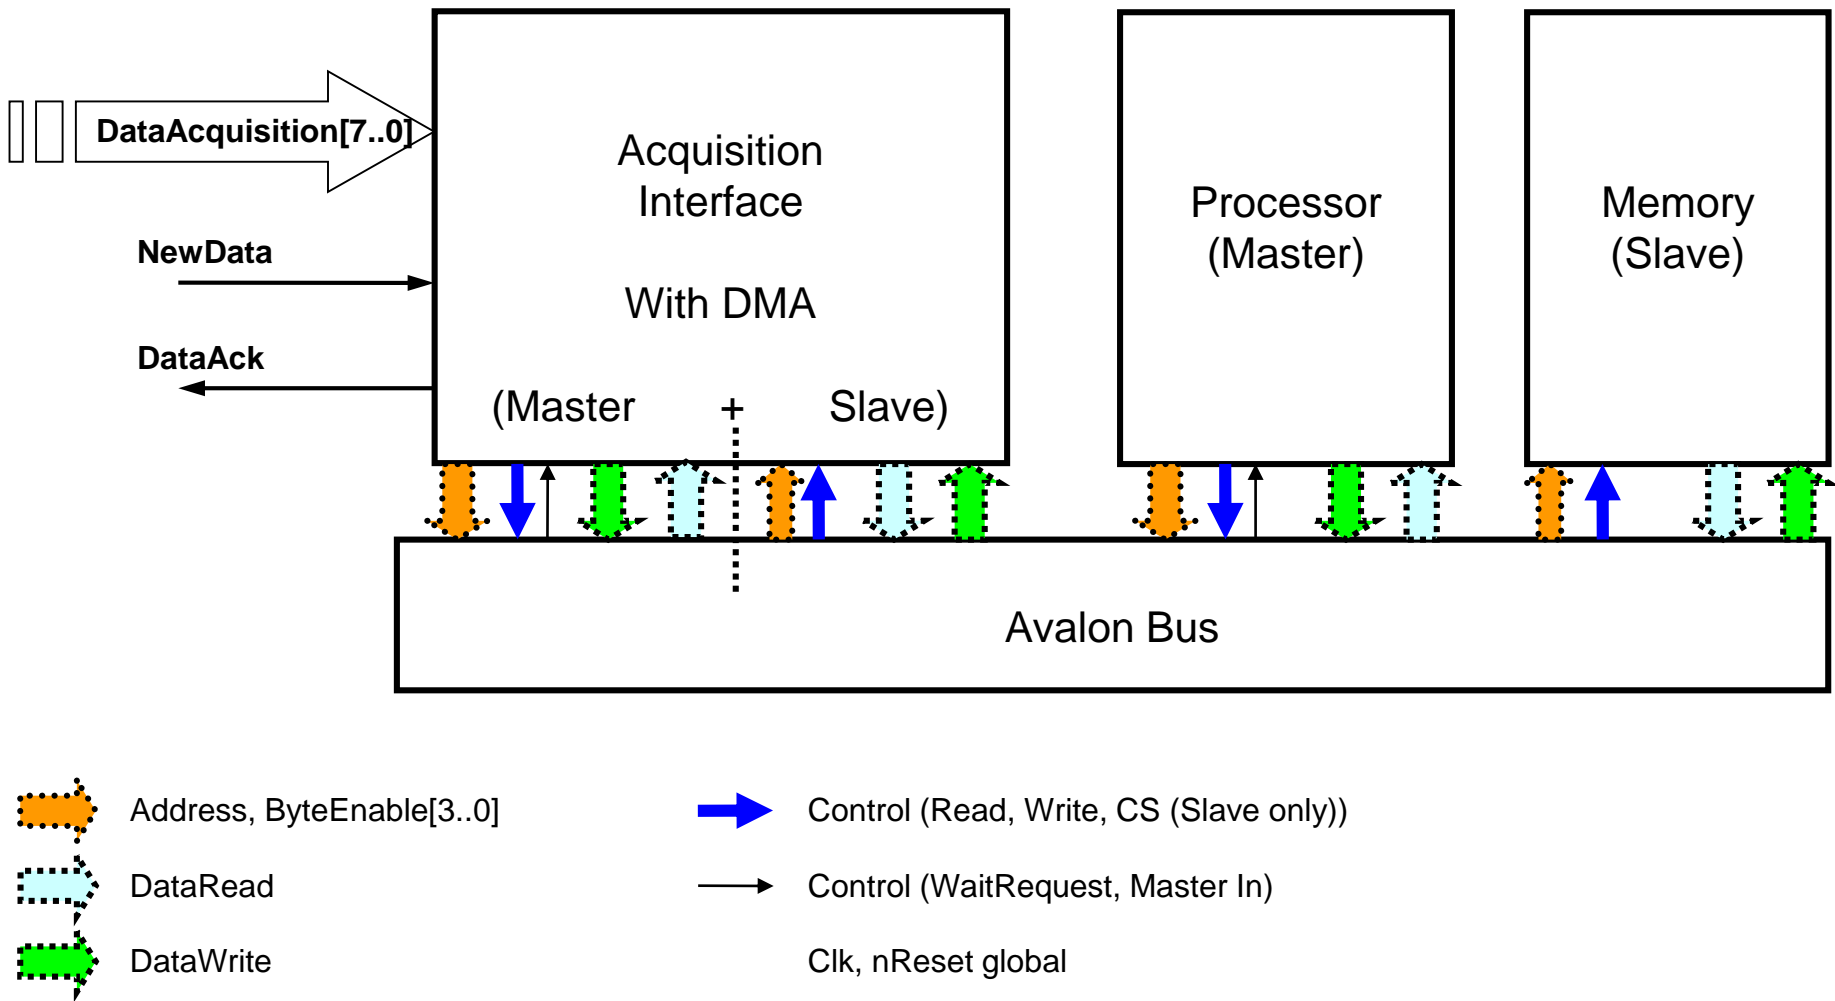 DataAcquisition[7..0]
NewData
DataAck
Acquisition
Interface
With DMA
(Master + Slave)
Processor
(Master)
Memory
(Slave)
Avalon Bus
Address, ByteEnable[3..0]
Control (Read, Write, CS (Slave only))
DataRead
Control (WaitRequest, Master In)
DataWrite
Clk, nReset global